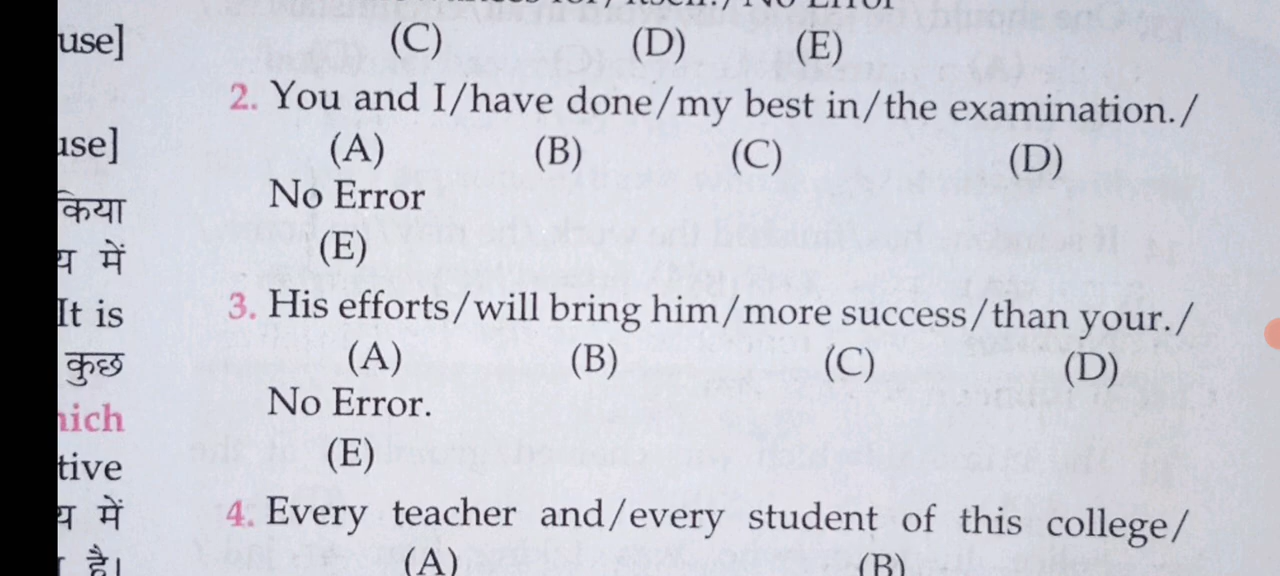 No Error
use]
(C) (D) (E)
2. You and I/have done/my best in/the examination./
use]
(A) (B) (C) (D)
किया
No Error
य में
(E)
It is
3. His efforts/will bring him/more success/than your./
कुछ
(A) (B) (C) (D)
No Error.
hich
(E)
tive
4. Every teacher and/every student of this college/
य में
है।
(A) (B)